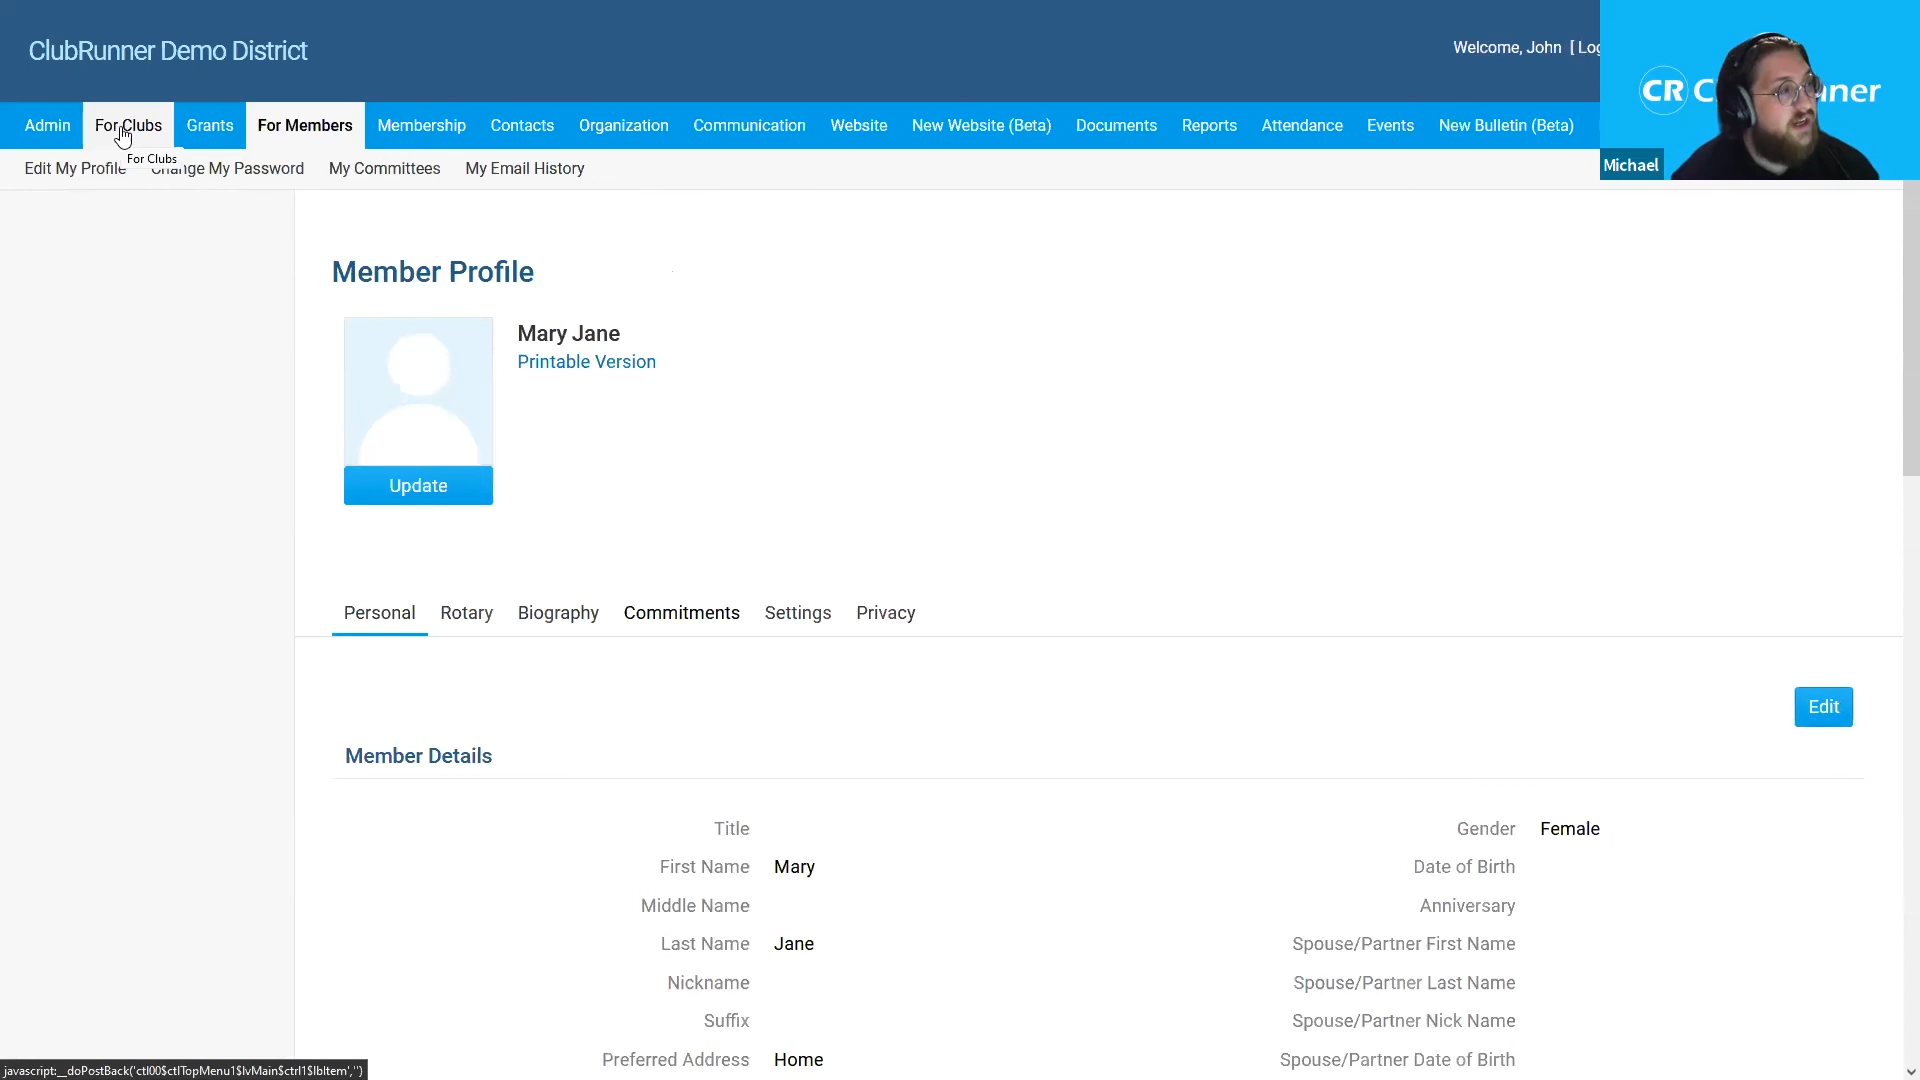 ClubRunner Demo District
Welcome, John [ Log
CR C nner
Michael
Admin For Clubs Grants For Members Membership Contacts Organization Communication Website New Website (Beta) Documents Reports Attendance Events New Bulletin (Beta)
For Clubs
Edit My Profile Change My Password My Committees My Email History
Member Profile
Mary Jane
Printable Version
Update
Personal Rotary Biography Commitments Settings Privacy
Edit
Member Details
Title Gender Female
First Name Mary Date of Birth
Middle Name Anniversary
Last Name Jane Spouse/Partner First Name
Nickname Spouse/Partner Last Name
Suffix Spouse/Partner Nick Name
Preferred Address Home Spouse/Partner Date of Birth
javascript:__doPostBack('ctl00$ctlTopMenu1$lvMain$ctrl1$lbItem','')